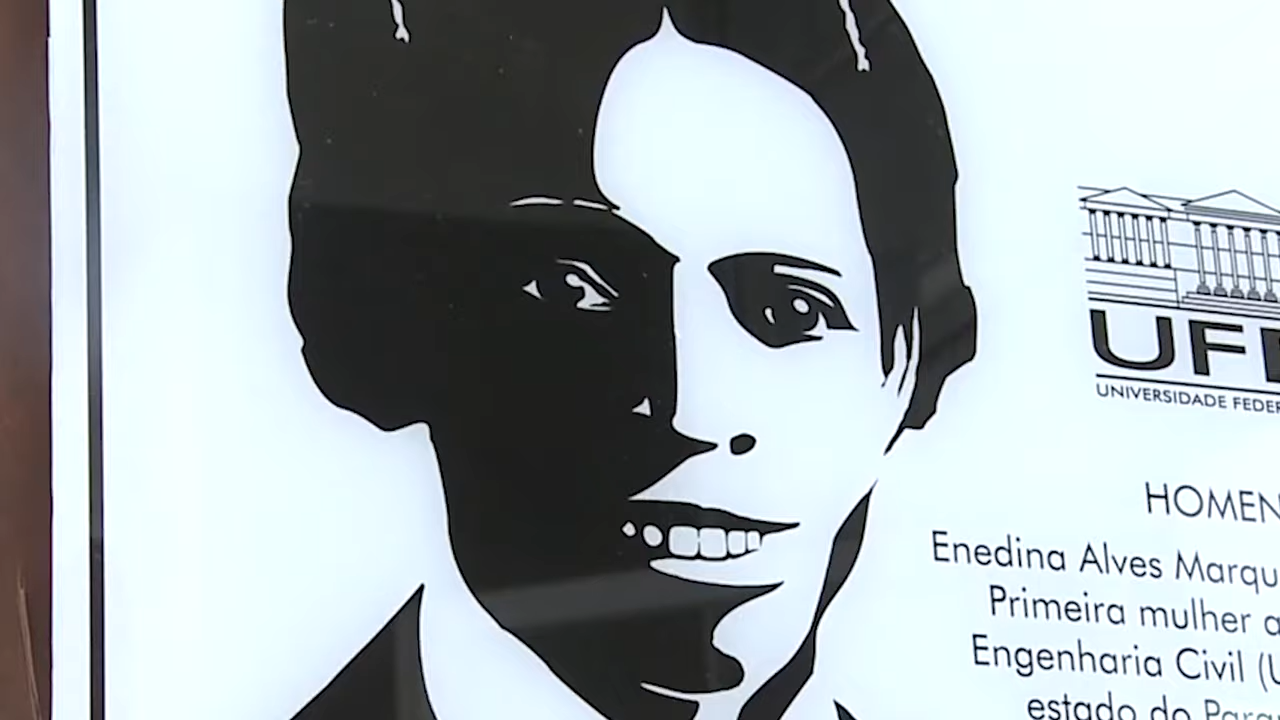 UF
UNIVERSIDADE FEDER
HOMEN
Enedina Alves Marqu
Primeira mulher a
Engenharia Civil (U
estado do Para